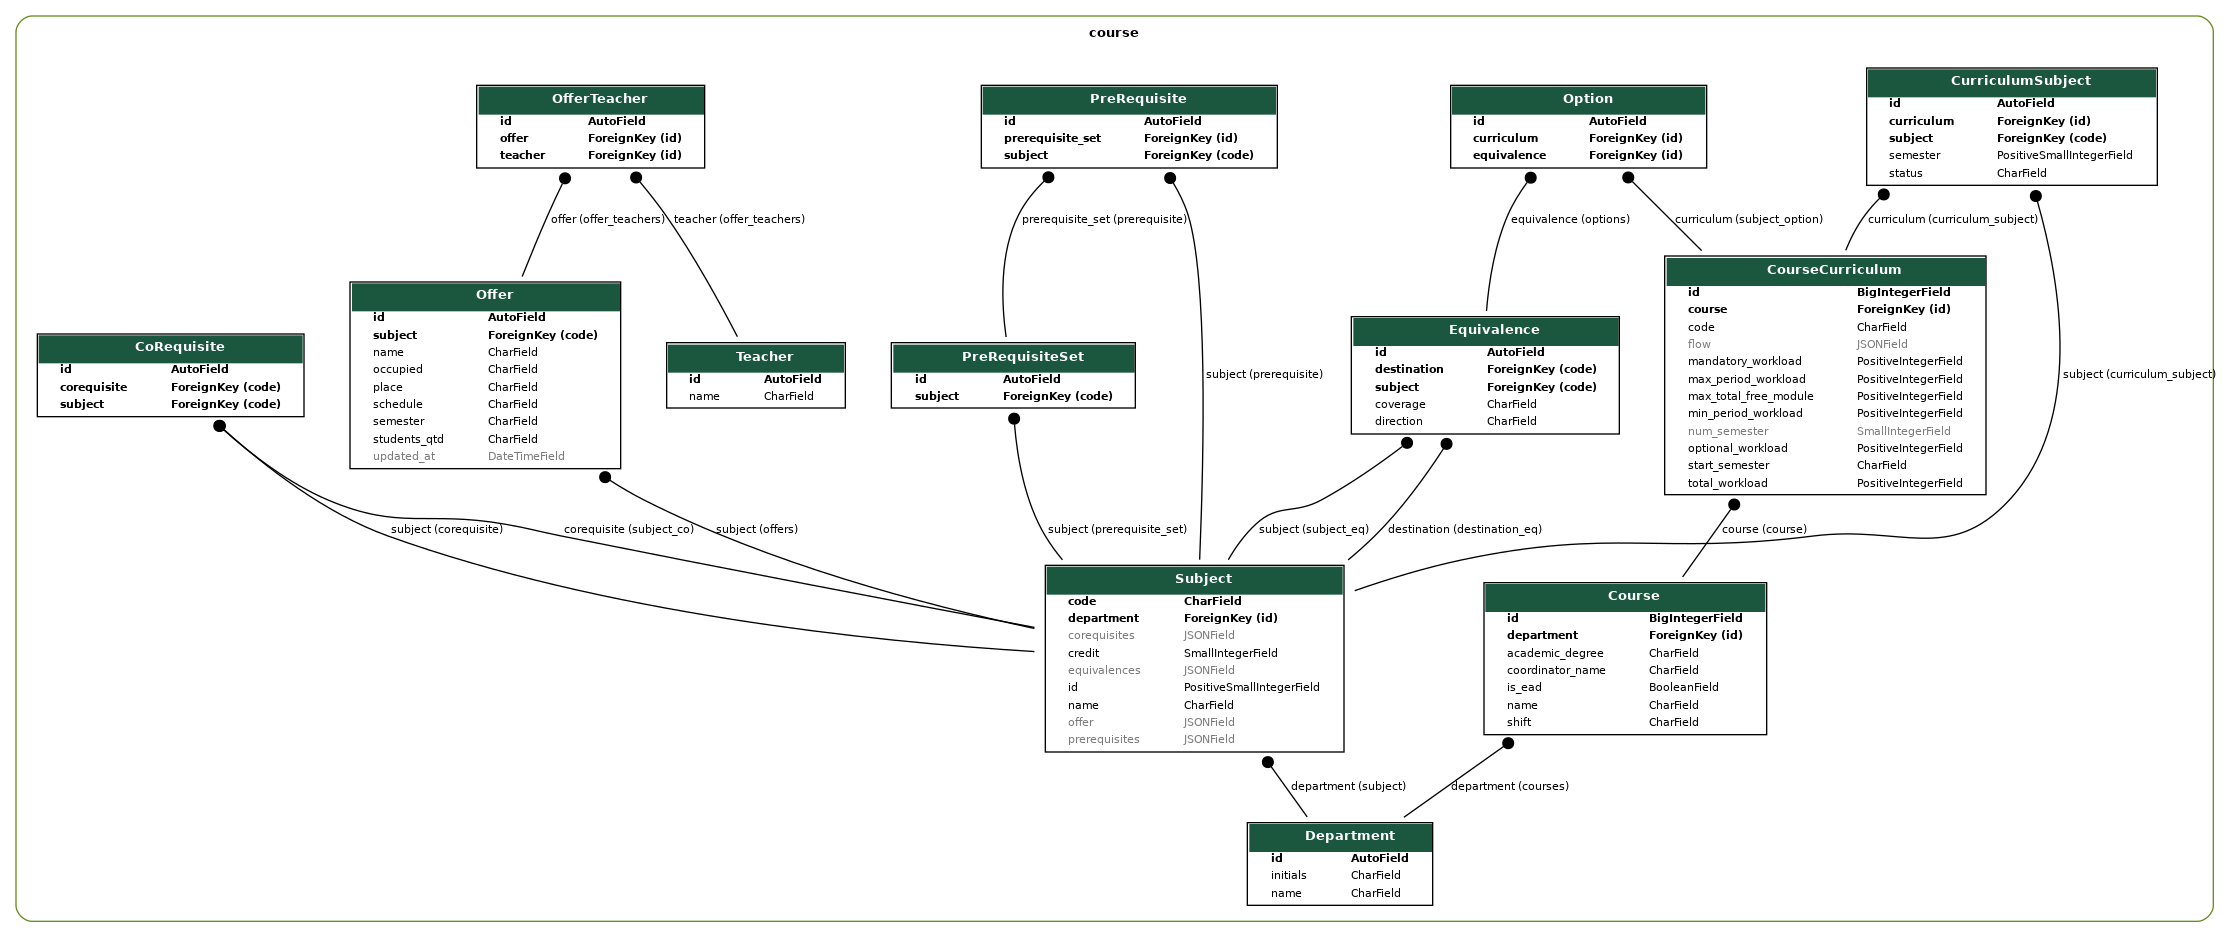 course
OfferTeacher
id AutoField
offer ForeignKey (id)
teacher ForeignKey (id)
PreRequisite
id AutoField
prerequisite_set ForeignKey (id)
subject ForeignKey (code)
Option
id AutoField
curriculum ForeignKey (id)
equivalence ForeignKey (id)
CurriculumSubject
id AutoField
curriculum ForeignKey (id)
subject ForeignKey (code)
semester PositiveSmallIntegerField
status CharField
offer (offer_teachers)
teacher (offer_teachers)
prerequisite_set (prerequisite)
equivalence (options)
curriculum (subject_option)
curriculum (curriculum_subject)
CoRequisite
id AutoField
corequisite ForeignKey (code)
subject ForeignKey (code)
Offer
id AutoField
subject ForeignKey (code)
name CharField
occupied CharField
place CharField
schedule CharField
semester CharField
students_qtd CharField
updated_at DateTimeField
Teacher
id AutoField
name CharField
PreRequisiteSet
id AutoField
subject ForeignKey (code)
subject (prerequisite)
Equivalence
id AutoField
destination ForeignKey (code)
subject ForeignKey (code)
coverage CharField
direction CharField
CourseCurriculum
id BigIntegerField
course ForeignKey (id)
code CharField
flow JSONField
mandatory_workload PositiveIntegerField
max_period_workload PositiveIntegerField
max_total_free_module PositiveIntegerField
min_period_workload PositiveIntegerField
num_semester SmallIntegerField
optional_workload PositiveIntegerField
start_semester CharField
total_workload PositiveIntegerField
subject (curriculum_subject)
subject (corequisite)
corequisite (subject_co)
subject (offers)
subject (prerequisite_set)
subject (subject_eq)
destination (destination_eq)
course (course)
Subject
code CharField
department ForeignKey (id)
corequisites JSONField
credit SmallIntegerField
equivalences JSONField
id PositiveSmallIntegerField
name CharField
offer JSONField
prerequisites JSONField
Course
id BigIntegerField
department ForeignKey (id)
academic_degree CharField
coordinator_name CharField
is_ead BooleanField
name CharField
shift CharField
department (subject)
department (courses)
Department
id AutoField
initials CharField
name CharField